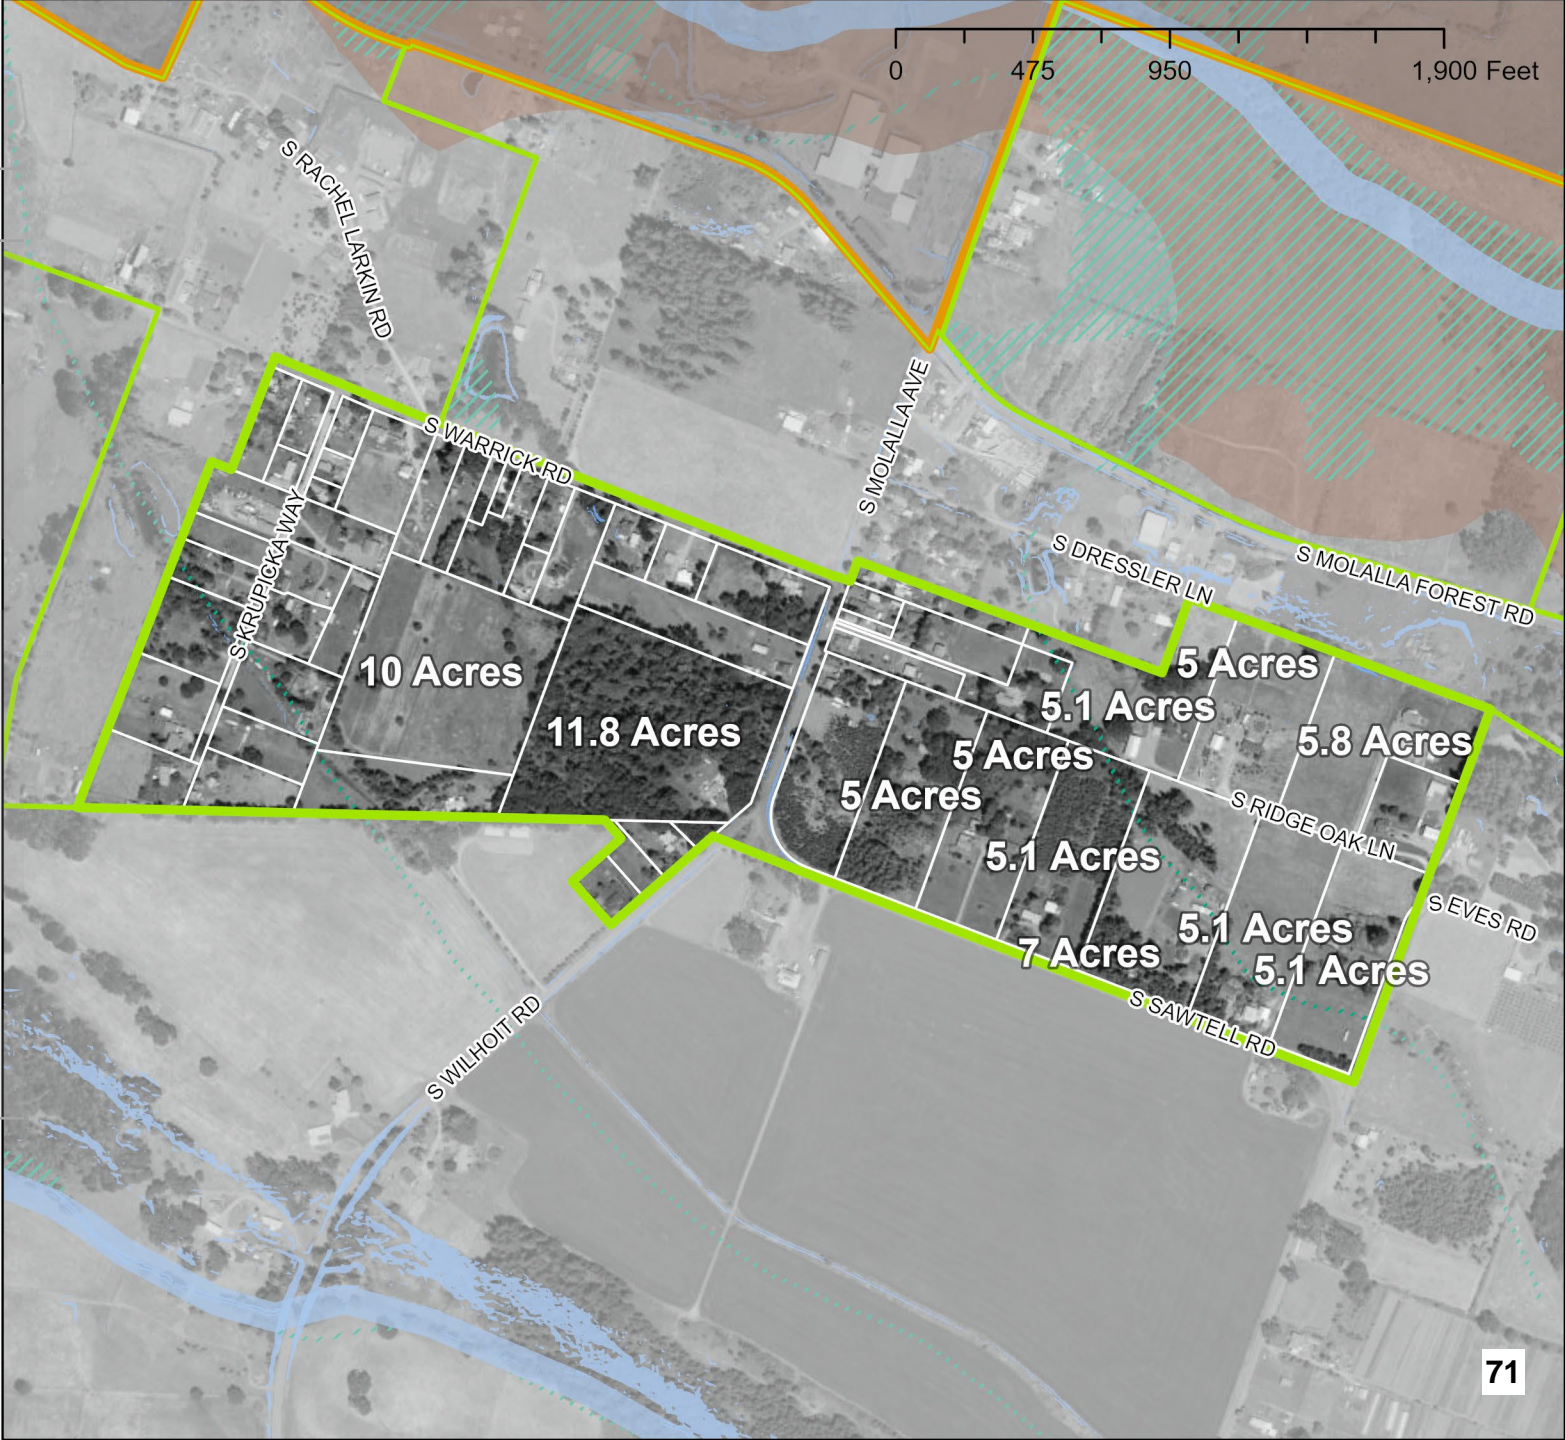 0 475 950 1,900 Feet
S RACHEL LARKIN RD
S WARRICK RD
S MOLALLA AVE
S DRESSLER LN
S MOLALLA FOREST RD
S KRUPICKA WAY
10 Acres
11.8 Acres
5 Acres
5.1 Acres
5.8 Acres
5 Acres
5 Acres
5.1 Acres
S RIDGE OAK LN
S EVES RD
5.1 Acres
7 Acres
5.1 Acres
S SAWTELL RD
S WILHOIT RD
71